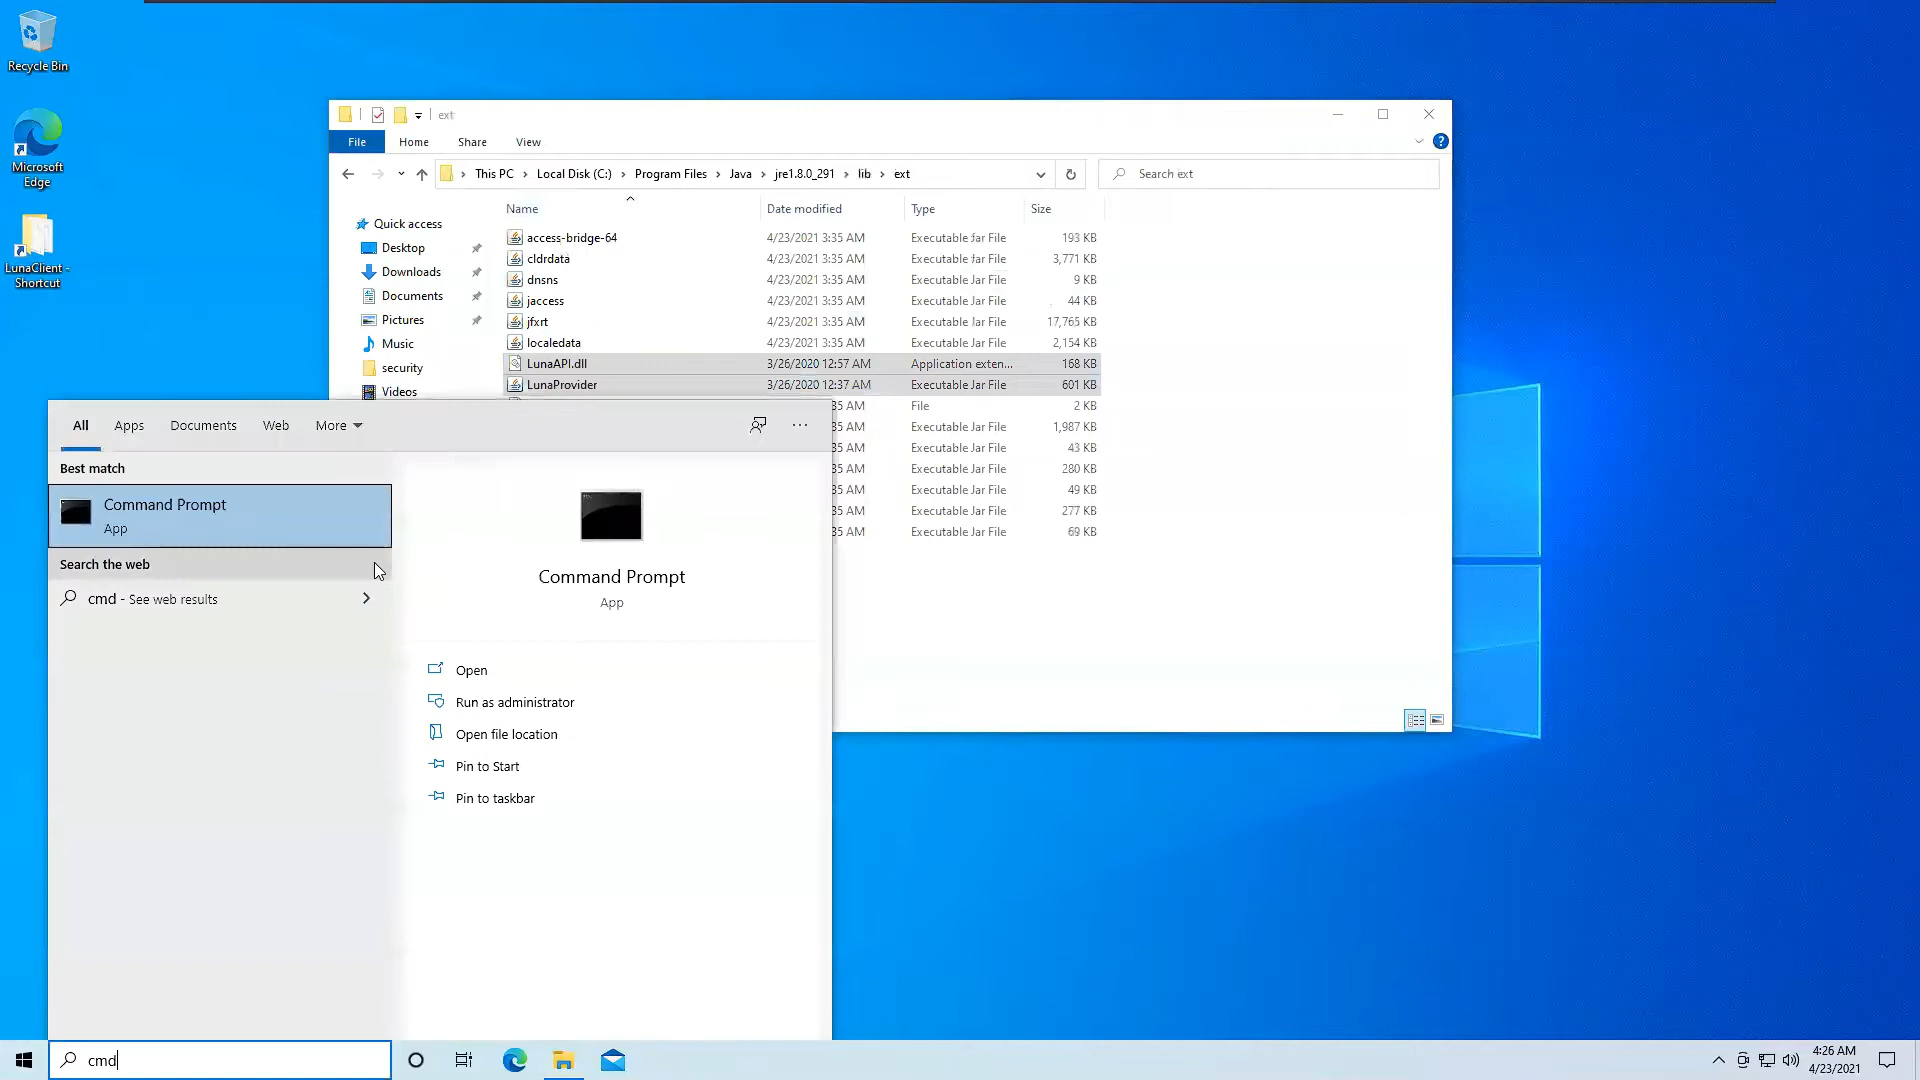 Recycle Bin
Microsoft
Edge
LunaClient -
Shortcut
ext
File Home Share View
This PC Local Disk (C:) Program Files Java jre1.8.0_291 lib ext
Search ext
Name Date modified Type Size
Quick access
Desktop
Downloads
Documents
Pictures
Music
security
Videos
access-bridge-64 4/23/2021 3:35 AM Executable Jar File 193 KB
cldrdata 4/23/2021 3:35 AM Executable Jar File 3,771 KB
dnsns 4/23/2021 3:35 AM Executable Jar File 9 KB
jaccess 4/23/2021 3:35 AM Executable Jar File 44 KB
jfxrt 4/23/2021 3:35 AM Executable Jar File 17,765 KB
localedata 4/23/2021 3:35 AM Executable Jar File 2,154 KB
LunaAPI.dll 3/26/2020 12:57 AM Application exten... 168 KB
LunaProvider 3/26/2020 12:37 AM Executable Jar File 601 KB
35 AM File 2 KB
35 AM Executable Jar File 1,987 KB
35 AM Executable Jar File 43 KB
35 AM Executable Jar File 280 KB
35 AM Executable Jar File 49 KB
35 AM Executable Jar File 277 KB
35 AM Executable Jar File 69 KB
All Apps Documents Web More
Best match
Command Prompt
App
Search the web
cmd - See web results
Command Prompt
App
Open
Run as administrator
Open file location
Pin to Start
Pin to taskbar
cmd
4:26 AM
4/23/2021